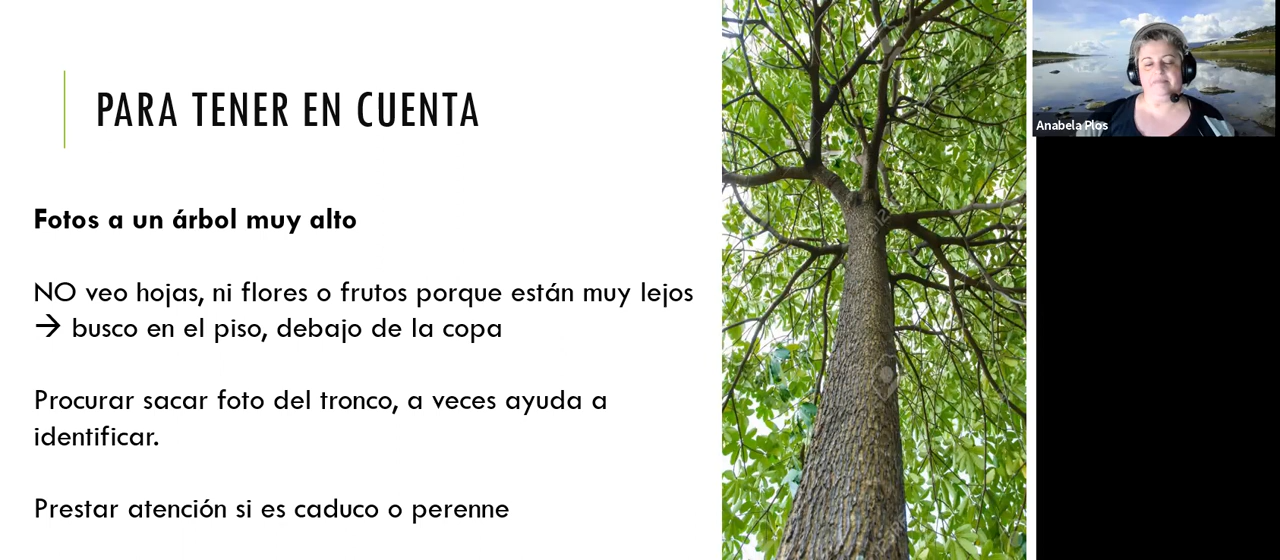 PARA TENER EN CUENTA
Fotos a un árbol muy alto
NO veo hojas, ni flores o frutos porque están muy lejos
→ busco en el piso, debajo de la copa
Procurar sacar foto del tronco, a veces ayuda a
identificar.
Prestar atención si es caduco o perenne
Anabela Plos